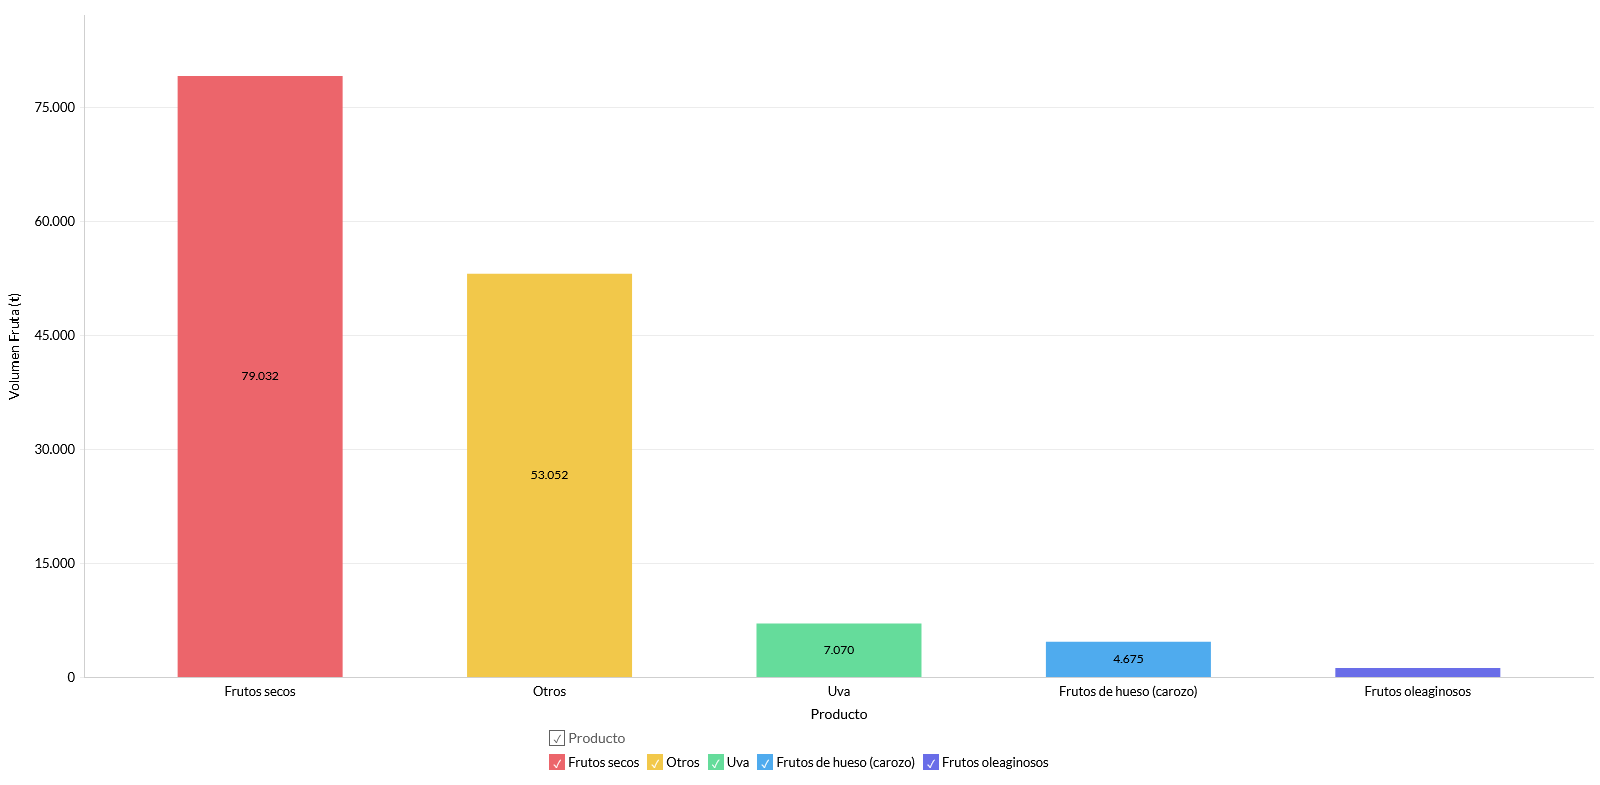 75.000
60.000
45.000
30.000
15.000
0
Volumen Fruta (t)
79.032
53.052
7.070
4.675
Frutos secos
Otros
Uva
Frutos de hueso (carozo)
Frutos oleaginosos
Producto
Producto
Frutos secos Otros Uva Frutos de hueso (carozo) Frutos oleaginosos